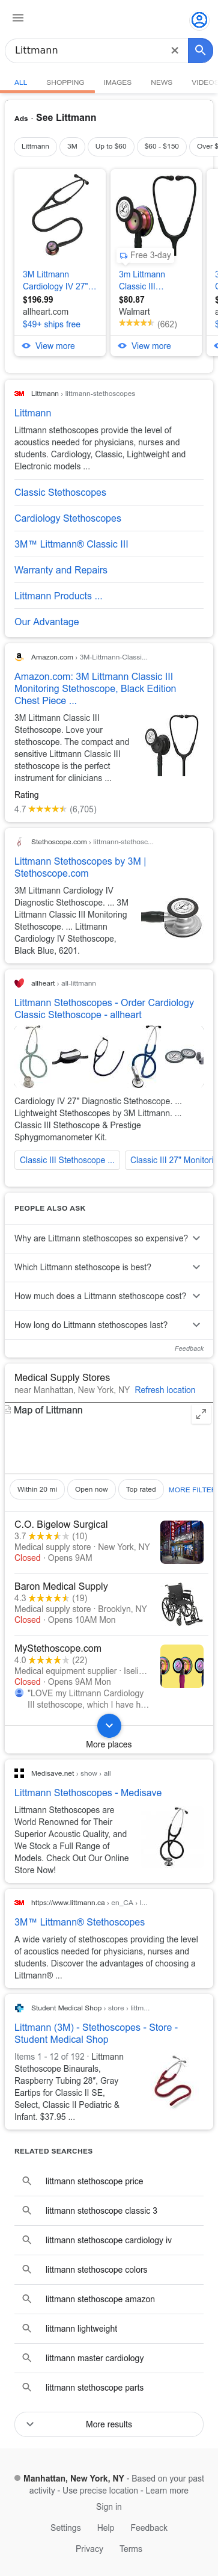 Littmann
ALL SHOPPING IMAGES NEWS VIDEOS
Ads · See Littmann
Littmann 3M Up to $60 $60 - $150 Over $
Free 3-day
3M Littmann
Cardiology IV 27"...
$196.99
allheart.com
$49+ ships free
View more
3m Littmann
Classic III...
$80.87
Walmart
(662)
View more
Littmann › littmann-stethoscopes
Littmann
Littmann stethoscopes provide the level of
acoustics needed for physicians, nurses and
students. Cardiology, Classic, Lightweight and
Electronic models ...
Classic Stethoscopes
Cardiology Stethoscopes
3M™ Littmann® Classic III
Warranty and Repairs
Littmann Products ...
Our Advantage
Amazon.com › 3M-Littmann-Classi...
Amazon.com: 3M Littmann Classic III
Monitoring Stethoscope, Black Edition
Chest Piece ...
3M Littmann Classic III
Stethoscope. Love your
stethoscope. The compact and
sensitive Littmann Classic III
stethoscope is the perfect
instrument for clinicians ...
Rating
4.7 (6,705)
Stethoscope.com › littmann-stethosc...
Littmann Stethoscopes by 3M |
Stethoscope.com
3M Littmann Cardiology IV
Diagnostic Stethoscope. ... 3M
Littmann Classic III Monitoring
Stethoscope. ... Littmann
Cardiology IV Stethoscope,
Black Blue, 6201.
allheart › all-littmann
Littmann Stethoscopes - Order Cardiology
Classic Stethoscope - allheart
Cardiology IV 27" Diagnostic Stethoscope. ...
Lightweight Stethoscopes by 3M Littmann. ...
Classic III Stethoscope & Prestige
Sphygmomanometer Kit.
Classic III Stethoscope ... Classic III 27" Monitori
PEOPLE ALSO ASK
Why are Littmann stethoscopes so expensive?
Which Littmann stethoscope is best?
How much does a Littmann stethoscope cost?
How long do Littmann stethoscopes last?
Feedback
Medical Supply Stores
near Manhattan, New York, NY Refresh location
Map of Littmann
Within 20 mi Open now Top rated MORE FILTER
C.O. Bigelow Surgical
3.7 (10)
Medical supply store · New York, NY
Closed · Opens 9AM
Baron Medical Supply
4.3 (19)
Medical supply store · Brooklyn, NY
Closed · Opens 10AM Mon
MyStethoscope.com
4.0 (22)
Medical equipment supplier · Iseli...
Closed · Opens 9AM Mon
"LOVE my Littmann Cardiology
III stethoscope, which I have h...
More places
Medisave.net › show › all
Littmann Stethoscopes - Medisave
Littmann Stethoscopes are
World Renowned for Their
Superior Acoustic Quality, and
We Stock a Full Range of
Models. Check Out Our Online
Store Now!
https://www.littmann.ca › en_CA › l...
3M™ Littmann® Stethoscopes
A wide variety of stethoscopes providing the level
of acoustics needed for physicians, nurses and
students. Discover the advantages of choosing a
Littmann® ...
Student Medical Shop › store › littm...
Littmann (3M) - Stethoscopes - Store -
Student Medical Shop
Items 1 - 12 of 192 · Littmann
Stethoscope Binaurals,
Raspberry Tubing 28", Gray
Eartips for Classic II SE,
Select, Classic II Pediatric &
Infant. $37.95 ...
RELATED SEARCHES
littmann stethoscope price
littmann stethoscope classic 3
littmann stethoscope cardiology iv
littmann stethoscope colors
littmann stethoscope amazon
littmann lightweight
littmann master cardiology
littmann stethoscope parts
More results
Manhattan, New York, NY - Based on your past
activity - Use precise location - Learn more
Sign in
Settings Help Feedback
Privacy Terms